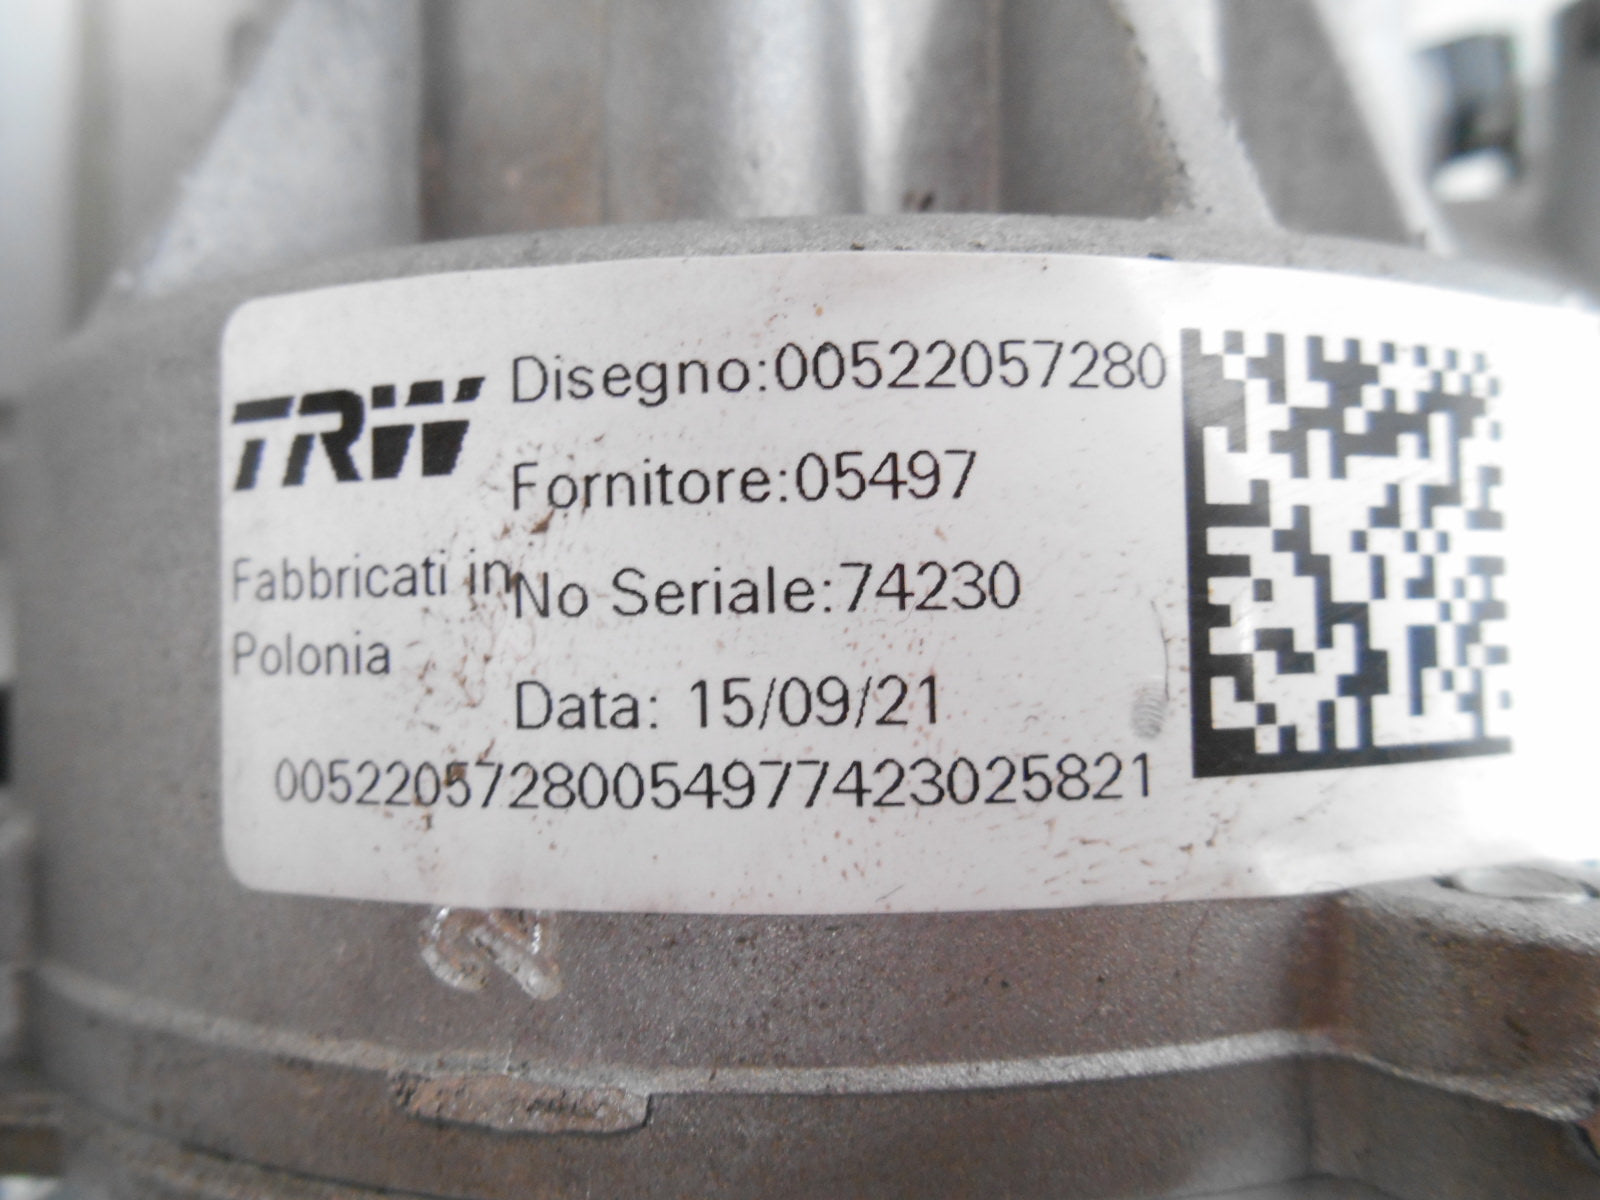 TRW
Disegno:00522057280
Fornitore:05497
Fabbricati in
Polonia
No Seriale:74230
Data: 15/09/21
00522057280054977423025821